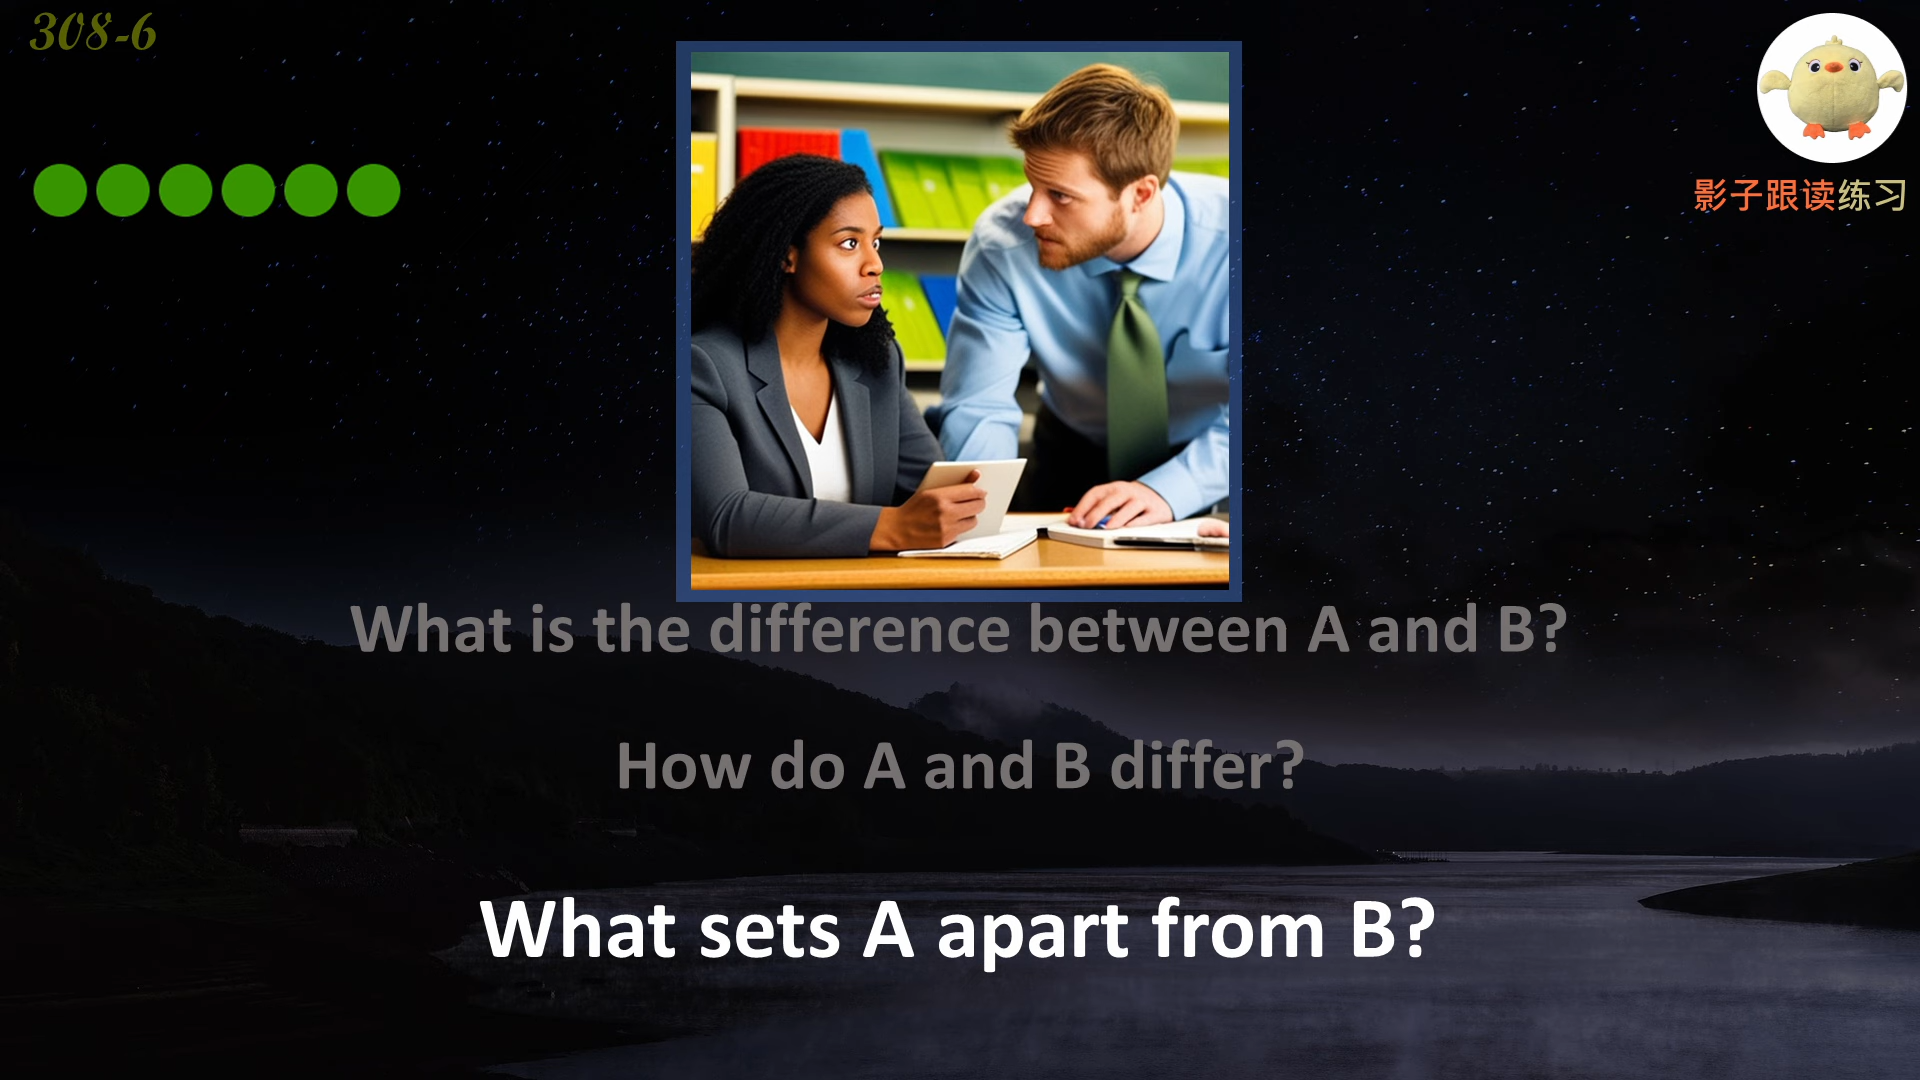 308-6
影子跟读练习
What is the difference between A and B?
How do A and B differ?
What sets A apart from B?